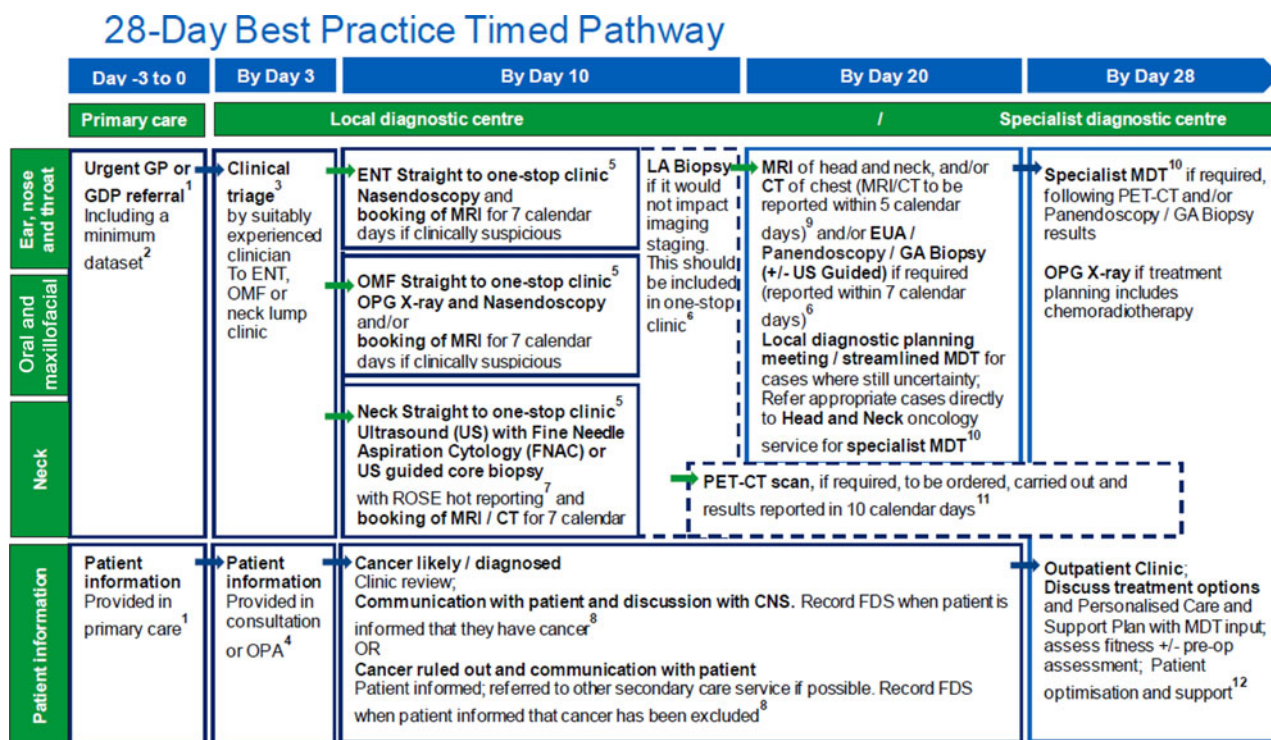 28-Day Best Practice Timed Pathway
Day -3 to 0
By Day 3
By Day 10
By Day 20
By Day 28
Primary care
Local diagnostic centre
/
Specialist diagnostic centre
Ear, nose
and throat
Oral and
maxillofacial
Neck
Urgent GP or
GDP referral1
Including a
minimum
dataset2
Clinical
triage3
by suitably
experienced
clinician
To ENT,
OMF or
neck lump
clinic
ENT Straight to one-stop clinic5
Nasendoscopy and
booking of MRI for 7 calendar
days if clinically suspicious
OMF Straight to one-stop clinic5
OPG X-ray and Nasendoscopy
and/or
booking of MRI for 7 calendar
days if clinically suspicious
Neck Straight to one-stop clinic5
Ultrasound (US) with Fine Needle
Aspiration Cytology (FNAC) or
US guided core biopsy
with ROSE hot reporting7 and
booking of MRI / CT for 7 calendar
LA Biopsy
if it would
not impact
imaging
staging.
This should
be included
in one-stop
clinic6
MRI of head and neck, and/or
CT of chest (MRI/CT to be
reported within 5 calendar
days)9 and/or EUA /
Panendoscopy / GA Biopsy
(+/- US Guided) if required
(reported within 7 calendar
days)6
Local diagnostic planning
meeting / streamlined MDT for
cases where still uncertainty;
Refer appropriate cases directly
to Head and Neck oncology
service for specialist MDT10
Specialist MDT10 if required,
following PET-CT and/or
Panendoscopy / GA Biopsy
results
OPG X-ray if treatment
planning includes
chemoradiotherapy
PET-CT scan, if required, to be ordered, carried out and
results reported in 10 calendar days11
Patient information
Patient
information
Provided in
primary care1
Patient
information
Provided in
consultation
or OPA4
Cancer likely / diagnosed
Clinic review;
Communication with patient and discussion with CNS. Record FDS when patient is
informed that they have cancer8
OR
Cancer ruled out and communication with patient
Patient informed; referred to other secondary care service if possible. Record FDS
when patient informed that cancer has been excluded8
Outpatient Clinic;
Discuss treatment options
and Personalised Care and
Support Plan with MDT input;
assess fitness +/- pre-op
assessment; Patient
optimisation and support12